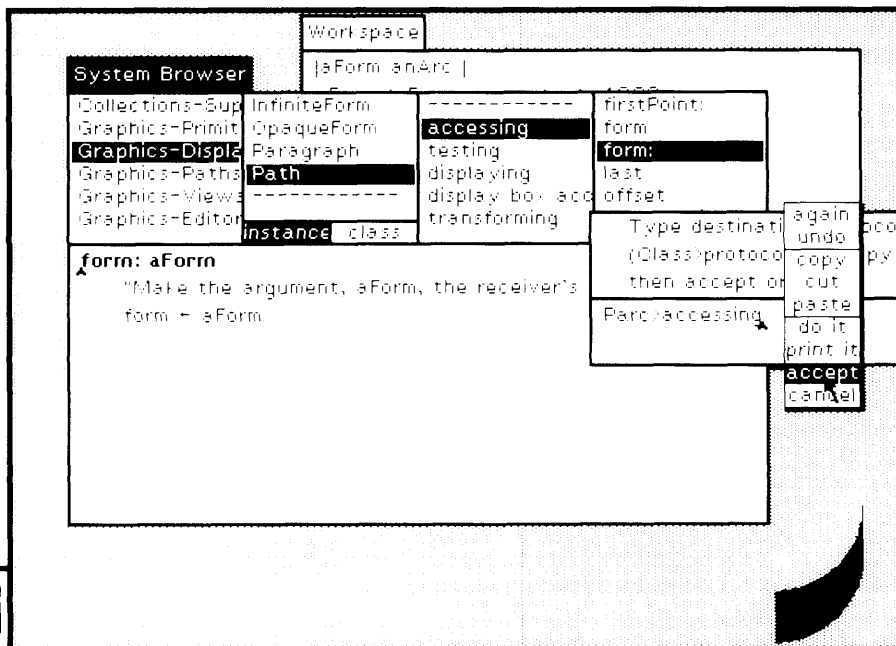 Workspace
|aForm anArc |
System Browser
Collections-Sup
Graphics-Primit
Graphics-Displa
Graphics-Paths
Graphics-Views
Graphics-Editor
InfiniteForm
OpaqueForm
Paragraph
Path
------------
instance class
------------
accessing
testing
displaying
display box acc
transforming
firstPoint:
form
form:
last
offset
form: aForm
"Make the argument, aForm, the receiver's
form ← aForm
Type destinati
(Class>protoco
then accept or
Parc>accessing
again
undo
copy
cut
paste
do it
print it
accept
cancel